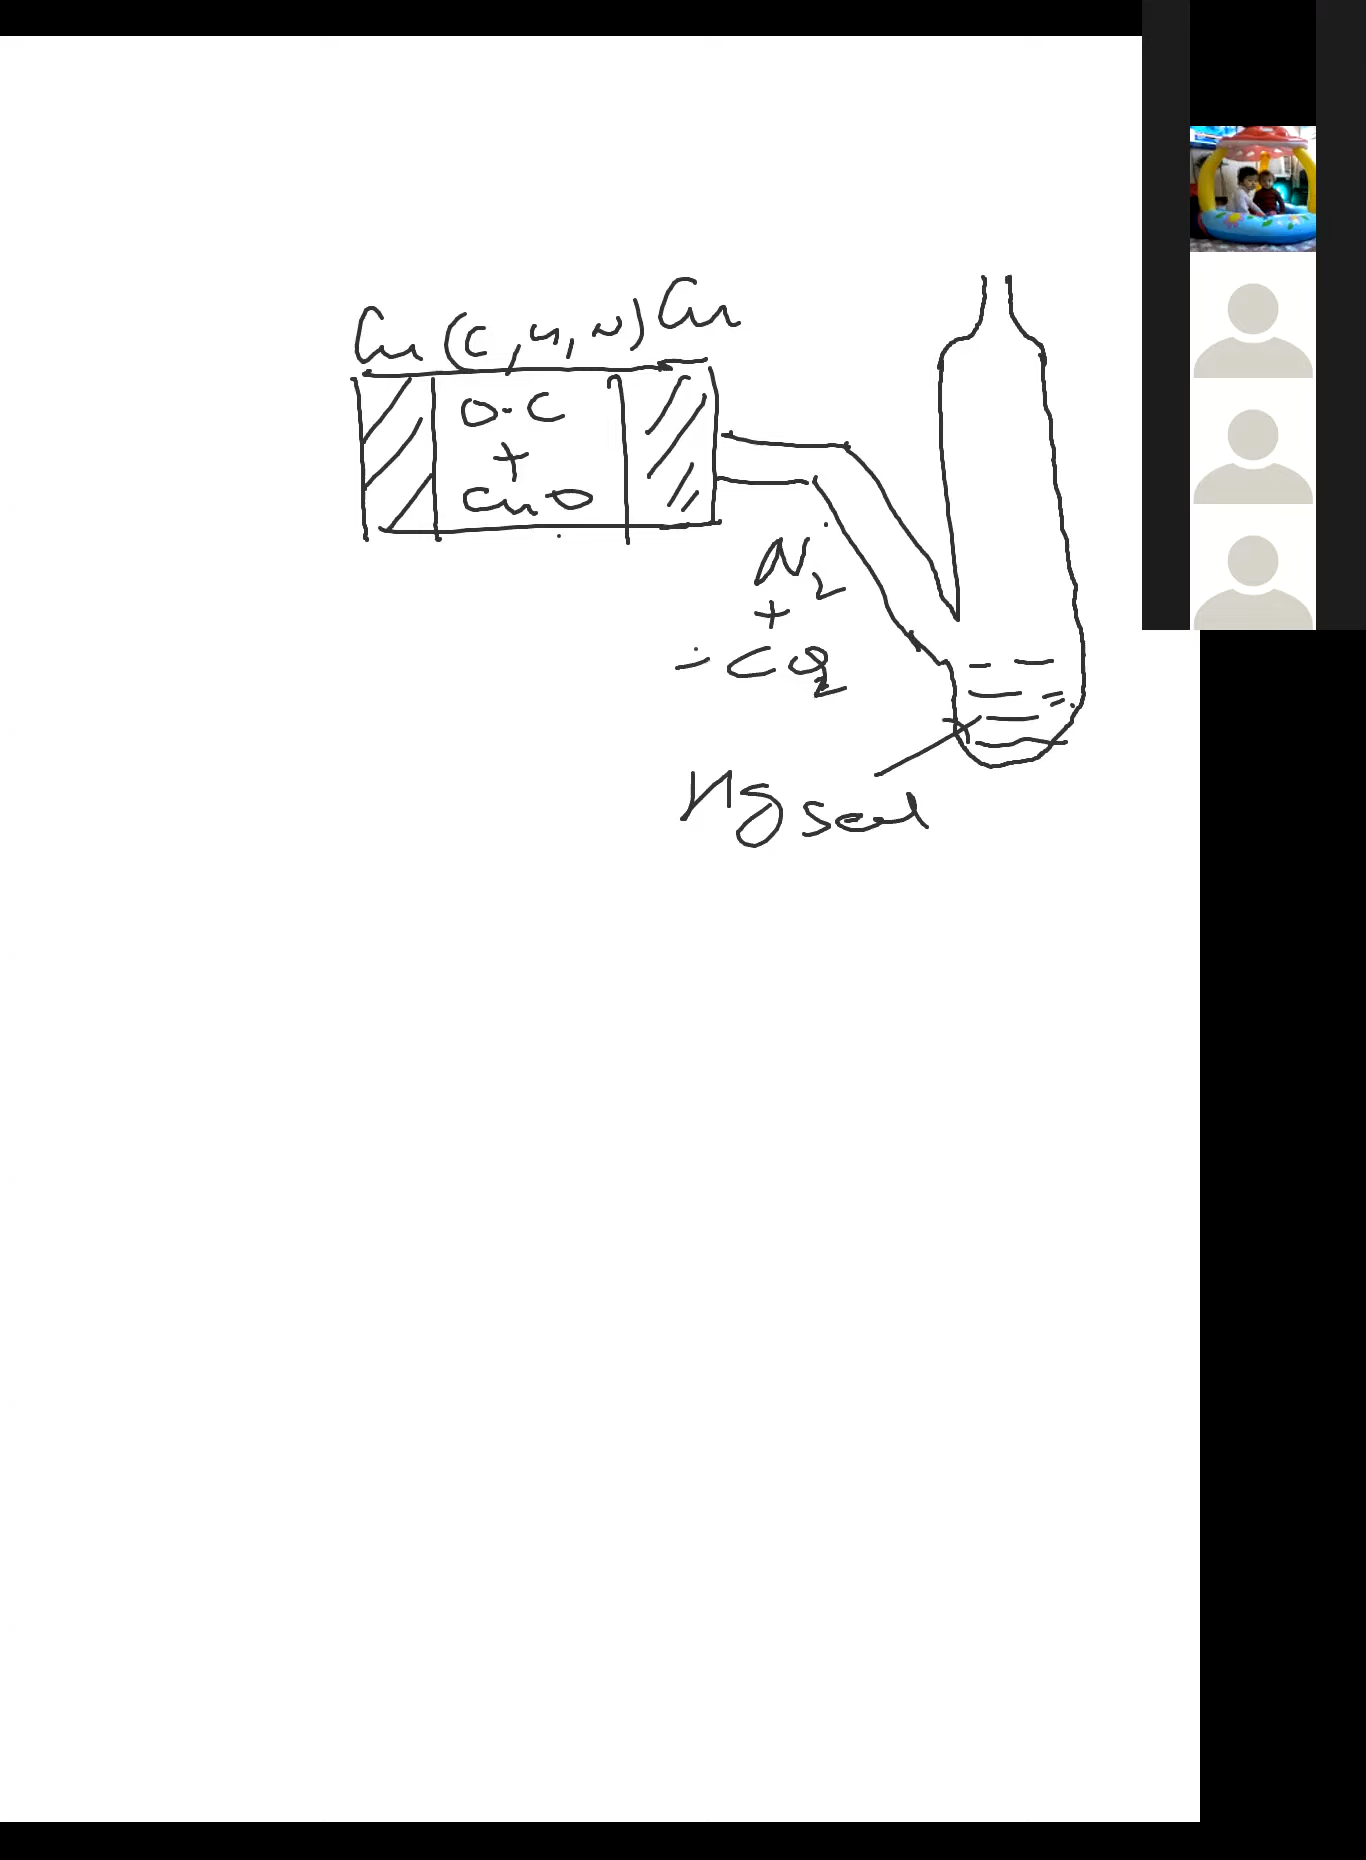 Cu (C, H, N) Cu
O.C
+
CuO
N2
+
CO2
Hg seal